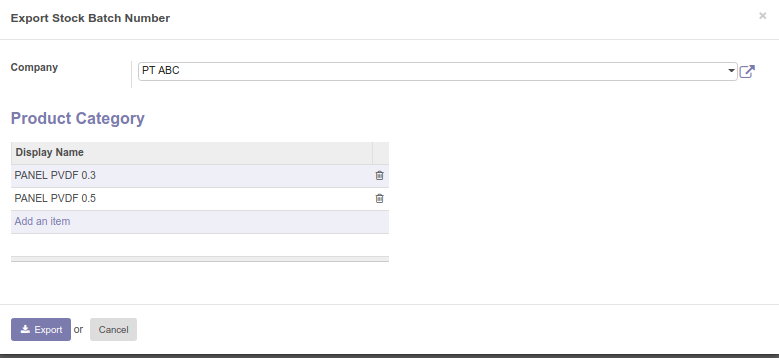 Export Stock Batch Number
×
Company
PT ABC
Product Category
Display Name
PANEL PVDF 0.3
PANEL PVDF 0.5
Add an item
Export or Cancel